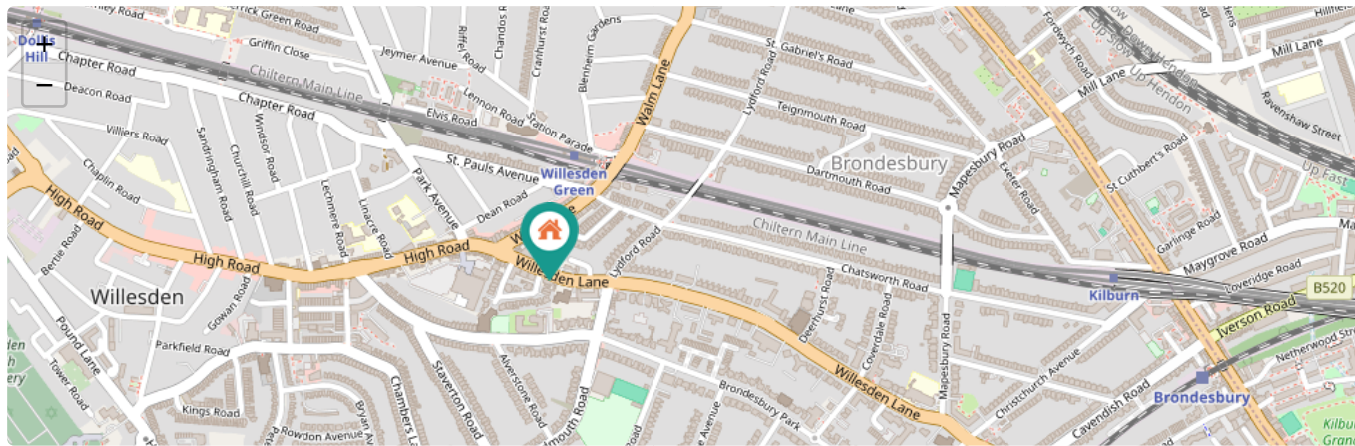 Dollis
Hill
+
−
Griffin Close
Riffel Road
Chandos
Cranhurst
Blenheim Gardens
Jeymer Avenue
Chapter Road
Deacon Road
Chiltern Main Line
Chapter Road
Lennon Road
Elvis Road
Station Parade
Walm Lane
St. Gabriel's Road
Lydford Road
Teignmouth Road
Fordwych Road
Mill Lane
Mill Lane
Up Hendon
Ravenshaw Street
Villiers Road
Sandringham Road
Windsor Road
Churchill Road
Chaplin Road
St. Pauls Avenue
Willesden
Green
Brondesbury
Dartmouth Road
Mapesbury Road
Exeter Road
St Cuthbert's Road
Up Fast
High Road
Lechmere Road
Linacre Road
Park Avenue
Dean Road
Garlinge Road
Bertie Road
High Road
High Road
Willesden Lane
Lydford Road
Chiltern Main Line
Chatsworth Road
Kilburn
Maygrove Road
Loveridge Road
B520
Willesden
Gowan Road
Pound Lane
Deerhurst Road
Coverdale Road
Mapesbury Road
Iverson Road
Parkfield Road
Tower Road
Staverton Road
Alverstone Road
Willesden Lane
Christchurch Avenue
Cavendish Road
Brondesbury
Kings Road
Chambers
Brondesbury Park
Rowdon Avenue